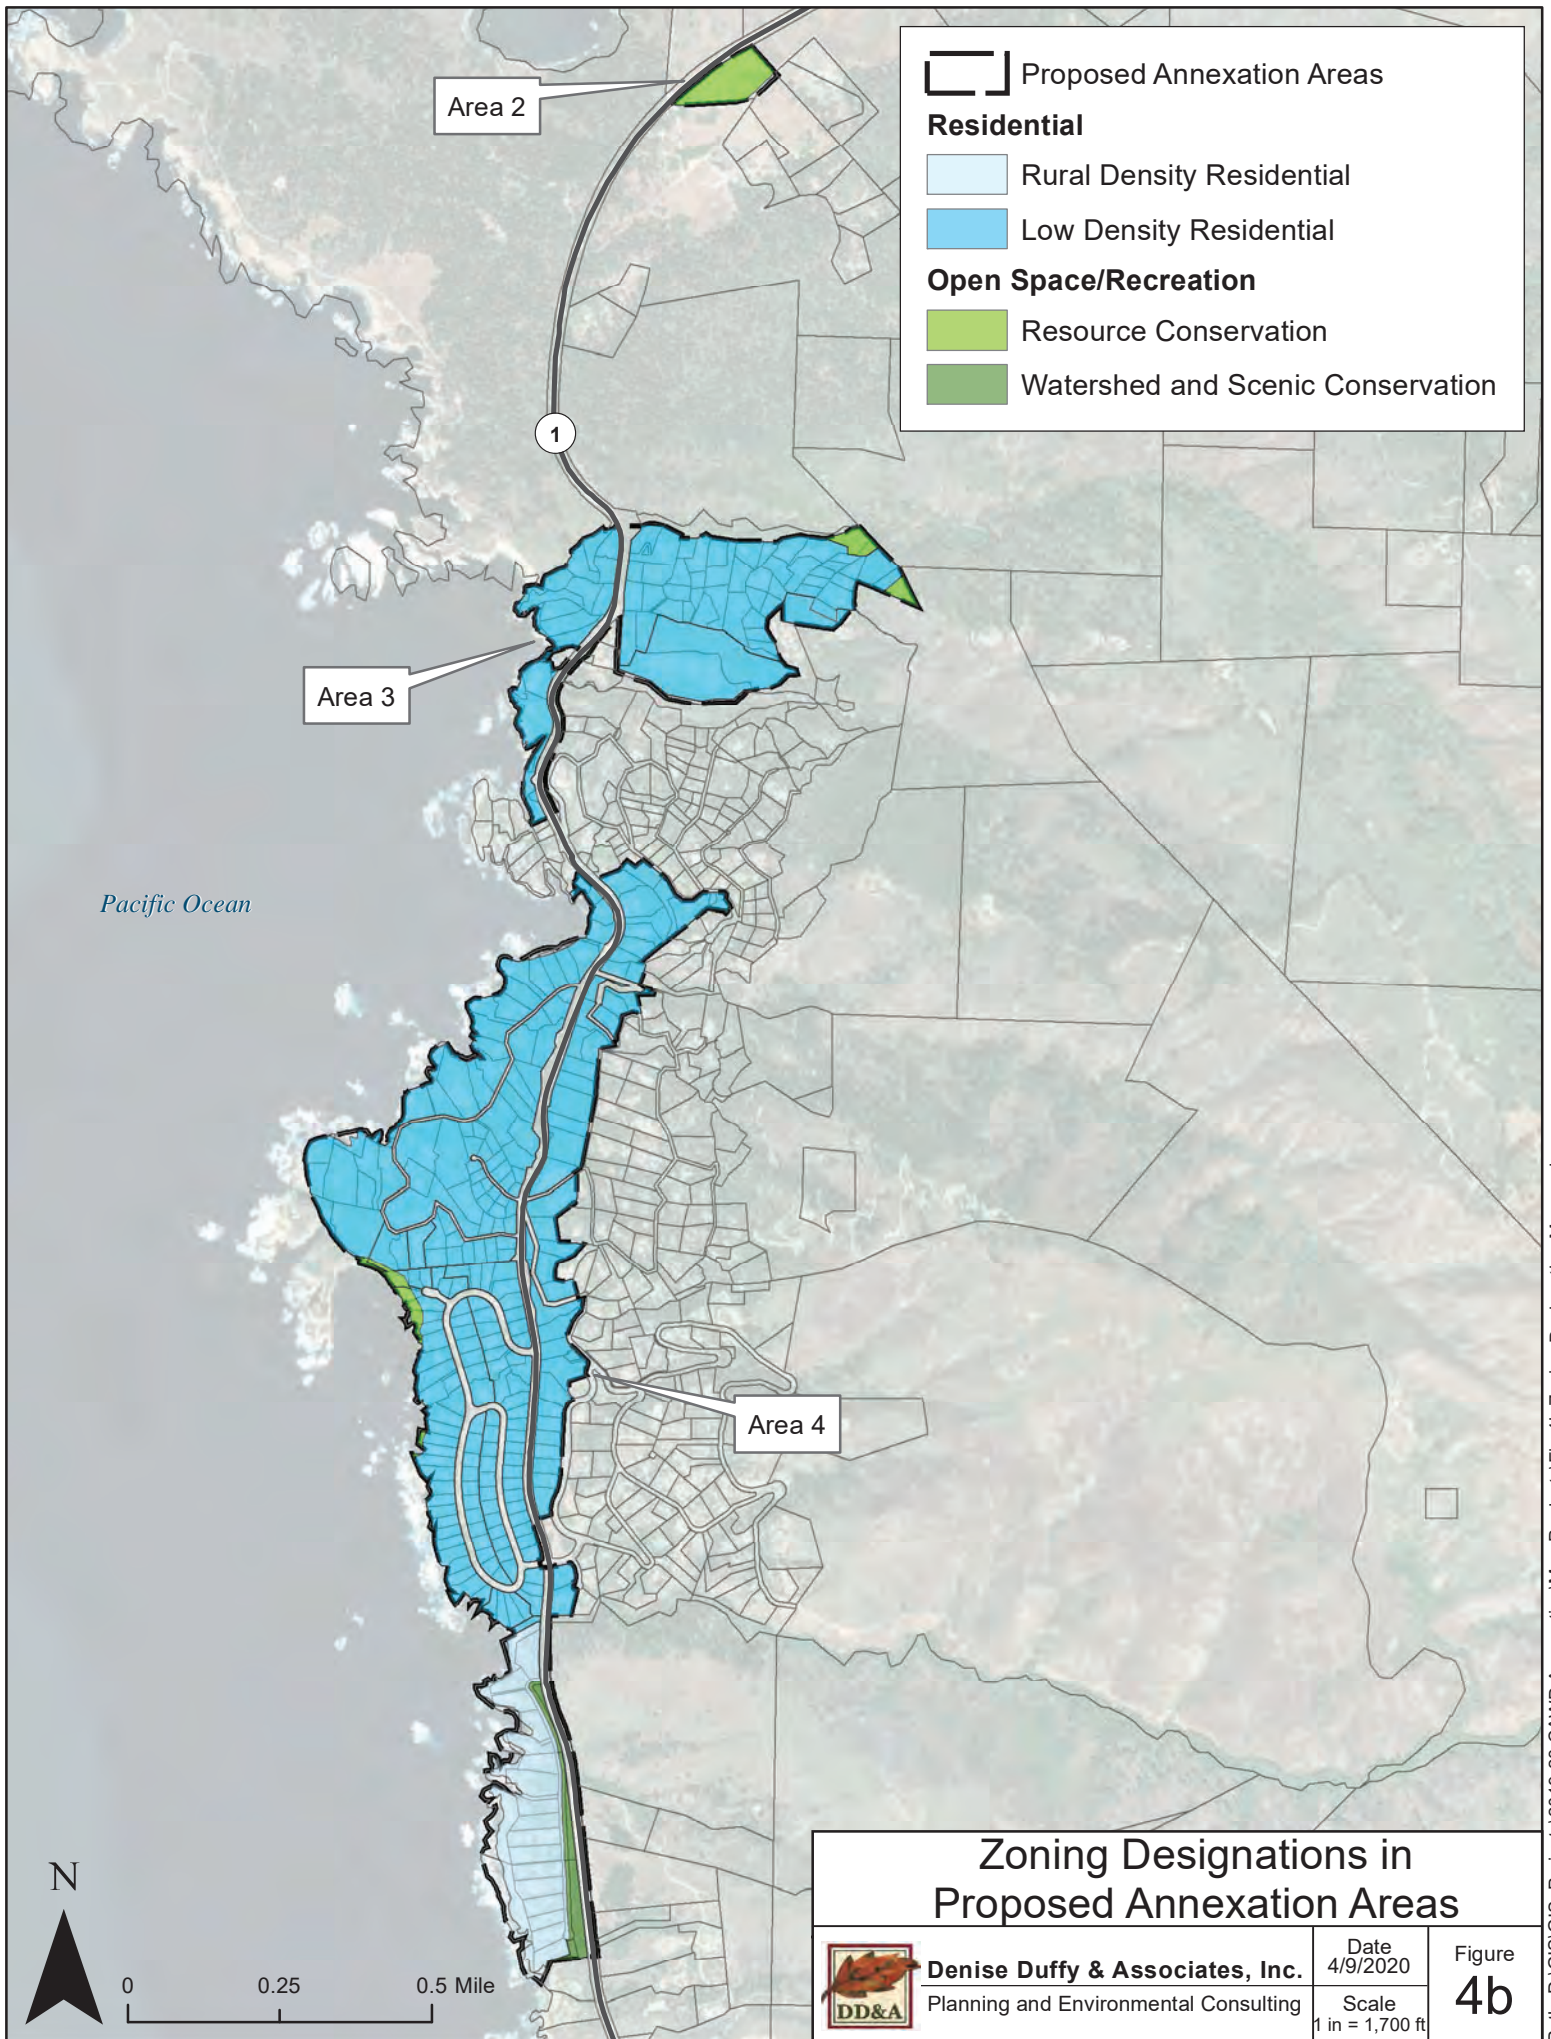 Area 2
Proposed Annexation Areas
Residential
Rural Density Residential
Low Density Residential
Open Space/Recreation
Resource Conservation
Watershed and Scenic Conservation
1
Area 3
Pacific Ocean
Area 4
N
0 0.25 0.5 Mile
Zoning Designations in
Proposed Annexation Areas
DD&A
Denise Duffy & Associates, Inc.
Planning and Environmental Consulting
Date
4/9/2020
Scale
1 in = 1,700 ft
Figure
4b